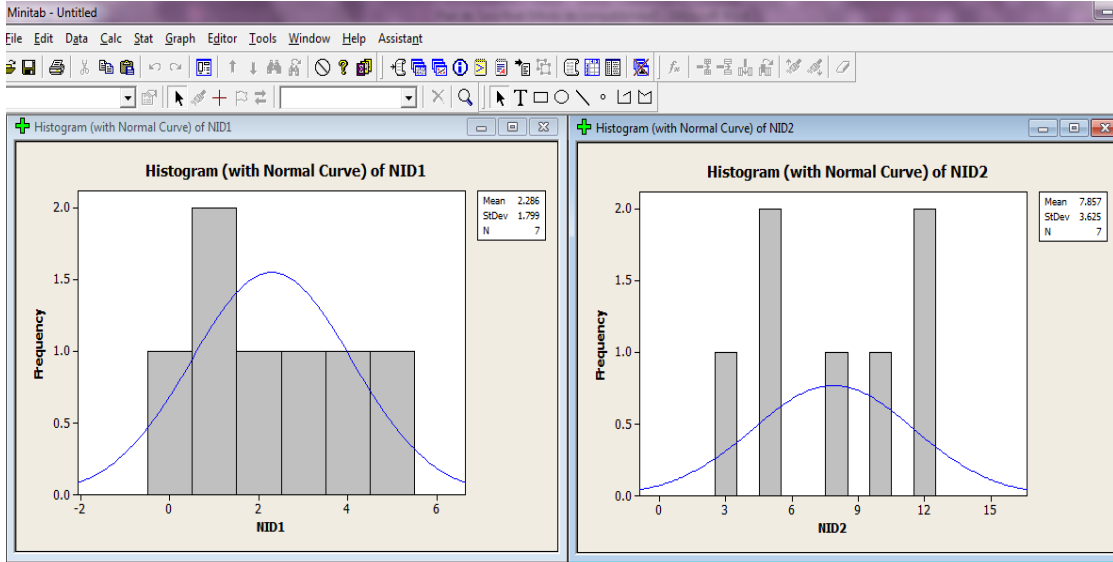 Minitab - Untitled
File Edit Data Calc Stat Graph Editor Tools Window Help Assistant
Histogram (with Normal Curve) of NID1
Histogram (with Normal Curve) of NID1
Mean 2.286
StDev 1.799
N 7
Frequency
2.0
1.5
1.0
0.5
0.0
-2 0 2 4 6
NID1
Histogram (with Normal Curve) of NID2
Histogram (with Normal Curve) of NID2
Mean 7.857
StDev 3.625
N 7
Frequency
2.0
1.5
1.0
0.5
0.0
0 3 6 9 12 15
NID2